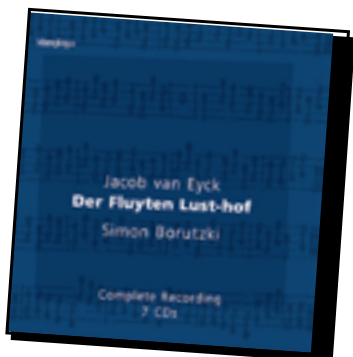 Jacob van Eyck
Der Fluyten Lust-hof
Simon Borutzki
Complete Recording
7 CDs